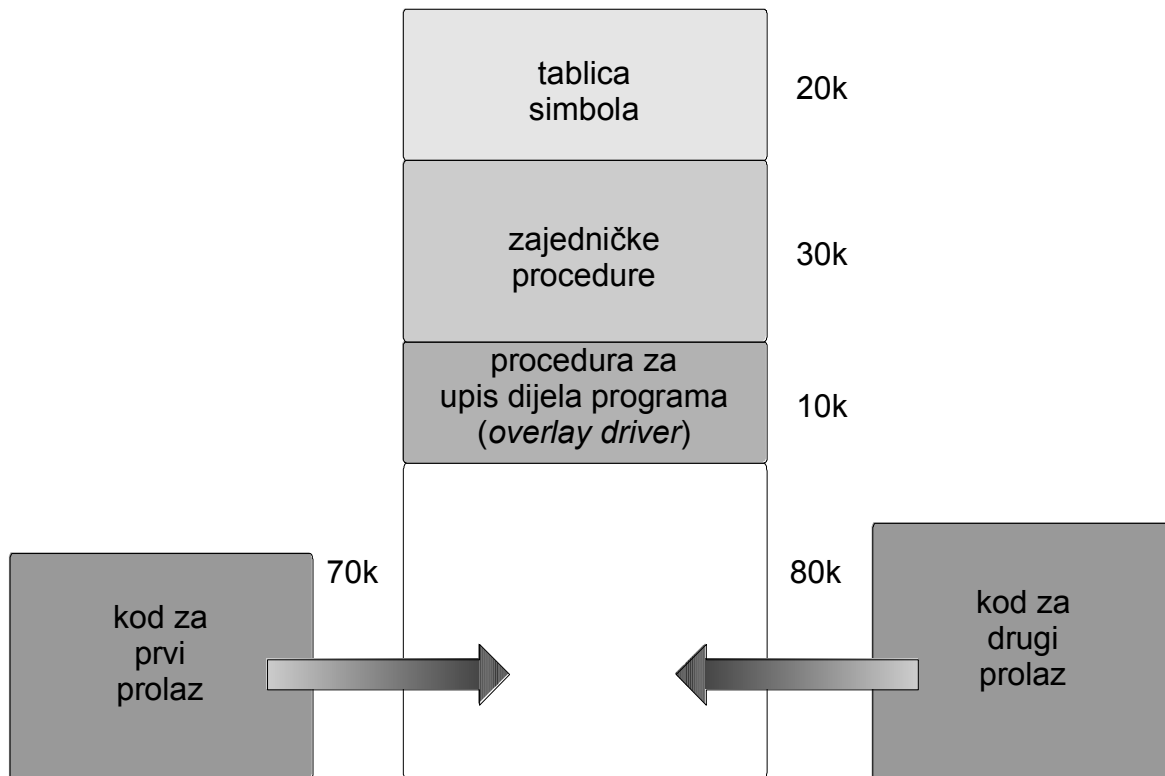 tablica
simbola
20k
zajedničke
procedure
30k
procedura za
upis dijela programa
(overlay driver)
10k
70k
kod za
prvi
prolaz
80k
kod za
drugi
prolaz